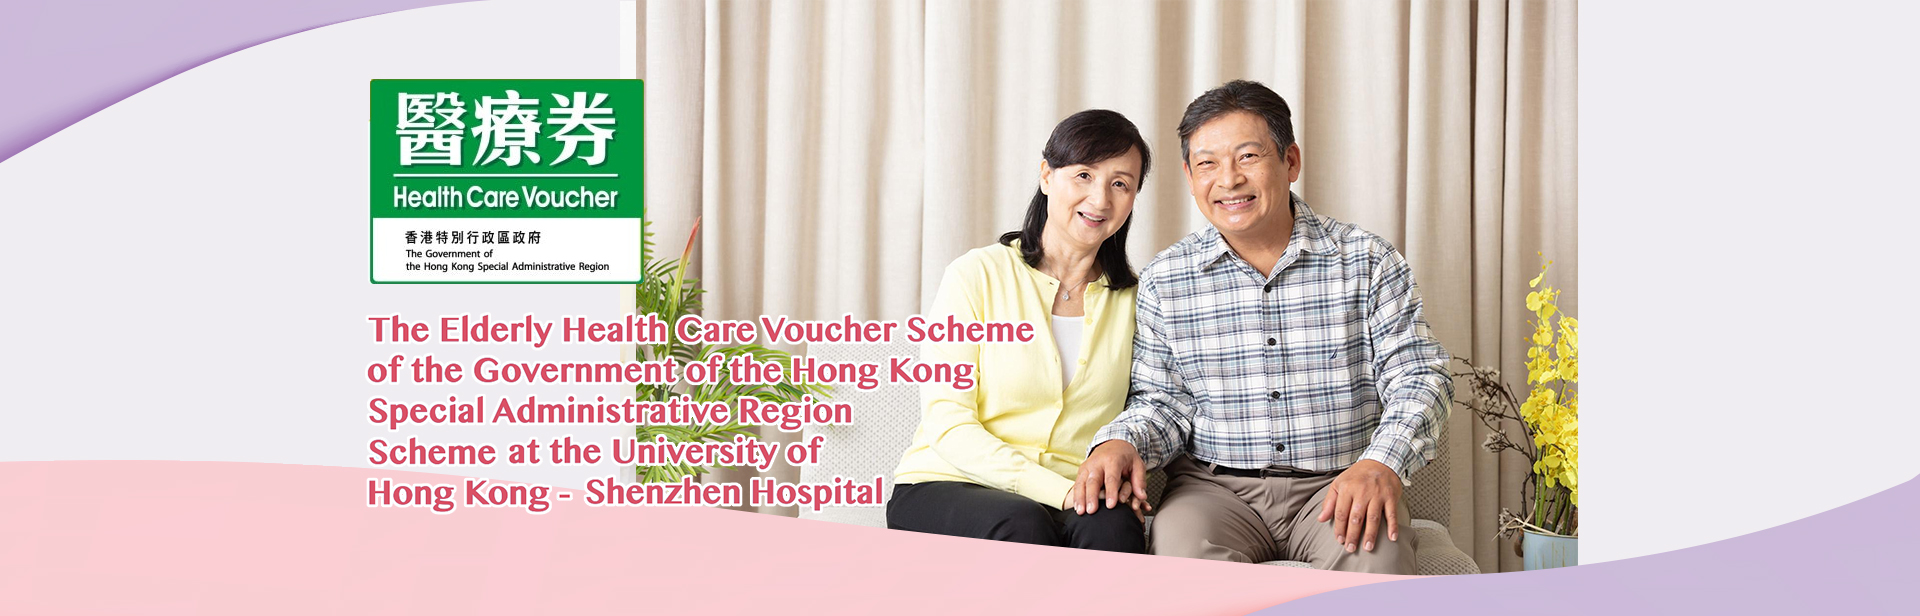 醫療券
Health Care Voucher
香港特別行政區政府
The Government of
the Hong Kong Special Administrative Region
The Elderly Health Care Voucher Scheme
of the Government of the Hong Kong
Special Administrative Region
Scheme at the University of
Hong Kong - Shenzhen Hospital